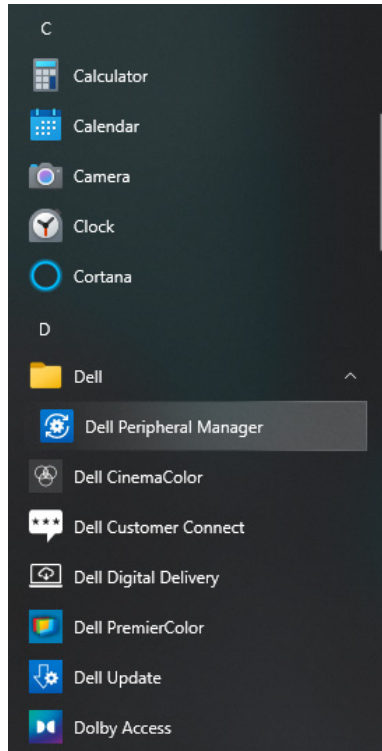 C
Calculator
Calendar
Camera
Clock
Cortana
D
Dell
Dell Peripheral Manager
Dell CinemaColor
Dell Customer Connect
Dell Digital Delivery
Dell PremierColor
Dell Update
Dolby Access